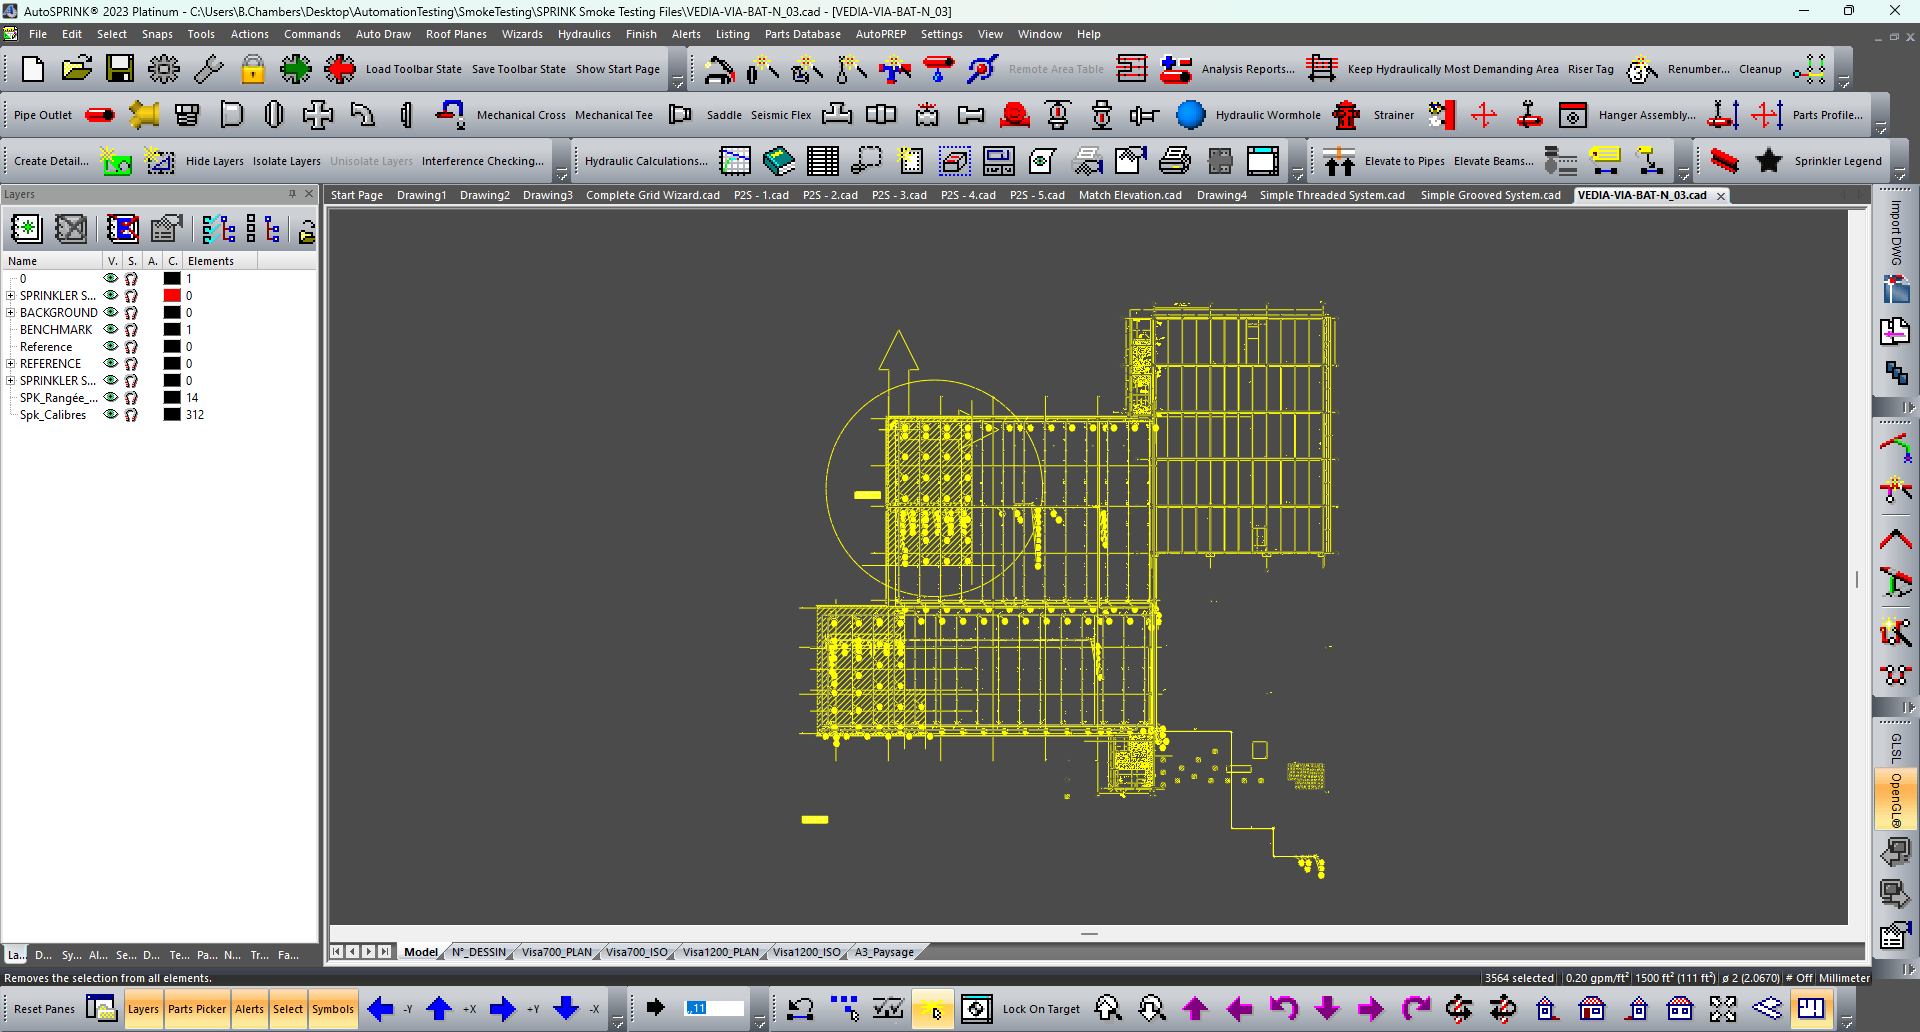 AutoSPRINK® 2023 Platinum - C:\Users\B.Chambers\Desktop\AutomationTesting\SmokeTesting\SPRINK Smoke Testing Files\VEDIA-VIA-BAT-N_03.cad - [VEDIA-VIA-BAT-N_03]
File Edit Select Snaps Tools Actions Commands Auto Draw Roof Planes Wizards Hydraulics Finish Alerts Listing Parts Database AutoPREP Settings View Window Help
Load Toolbar State Save Toolbar State Show Start Page Remote Area Table Analysis Reports... Keep Hydraulically Most Demanding Area Riser Tag Renumber... Cleanup
Pipe Outlet Mechanical Cross Mechanical Tee Saddle Seismic Flex Hydraulic Wormhole Strainer Hanger Assembly... Parts Profile...
Create Detail... Hide Layers Isolate Layers Unisolate Layers Interference Checking... Hydraulic Calculations... Elevate to Pipes Elevate Beams... Sprinkler Legend
Layers
Start Page Drawing1 Drawing2 Drawing3 Complete Grid Wizard.cad P2S - 1.cad P2S - 2.cad P2S - 3.cad P2S - 4.cad P2S - 5.cad Match Elevation.cad Drawing4 Simple Threaded System.cad Simple Grooved System.cad VEDIA-VIA-BAT-N_03.cad
Name V. S. A. C. Elements
0 1
SPRINKLER S... 0
BACKGROUND 0
BENCHMARK 1
Reference 0
REFERENCE 0
SPRINKLER S... 0
SPK_Rangée_... 14
Spk_Calibres 312
Import DWG
GLSL
OpenGL®
La... D... Sy... Al... Se... D... Te... Pa... N... Tr... Fa...
Model N°_DESSIN Visa700_PLAN Visa700_ISO Visa1200_PLAN Visa1200_ISO A3_Paysage
Removes the selection from all elements.
3564 selected 0.20 gpm/ft² 1500 ft² (111 ft²) ø 2 (2.0670) # Off Millimeter
Reset Panes Layers Parts Picker Alerts Select Symbols -Y +X +Y -X ,,11 Lock On Target